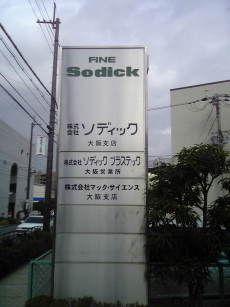 FINE
Sodick
株式会社 ソディック
大阪支店
株式会社 ソディック プラステック
大阪営業所
株式会社マック・サイエンス
大阪支店